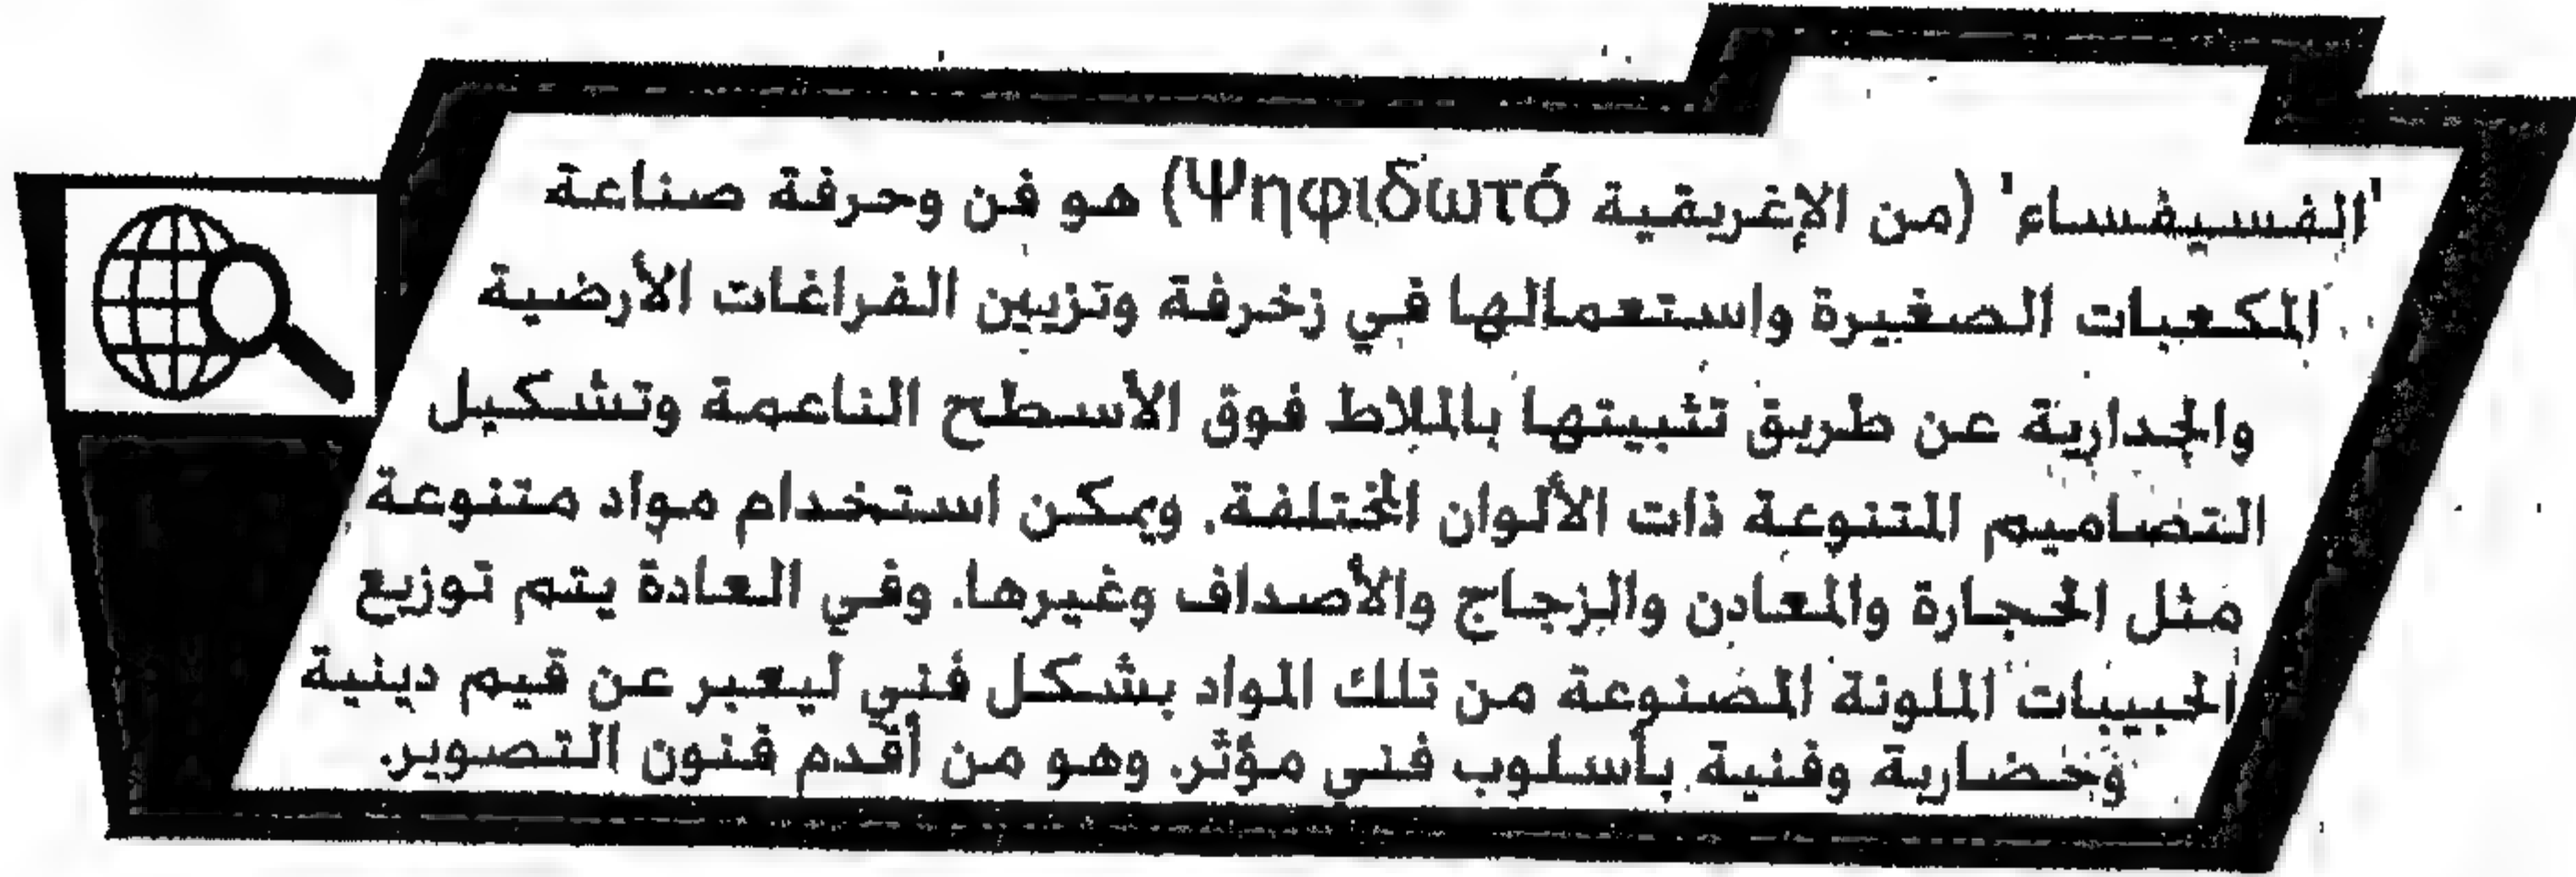 'الفسيفساء' (من الإغريقية Ψηφιδωτό) هو فن وحرفة صناعة
المكعبات الصغيرة واستعمالها في زخرفة وتزيين الفراغات الأرضية
والجدارية عن طريق تثبيتها بالملاط فوق الأسطح الناعمة وتشكيل
التصاميم المتنوعة ذات الألوان المختلفة. ويمكن استخدام مواد متنوعة
مثل الحجارة والمعادن والزجاج والأصداف وغيرها. وفي العادة يتم توزيع
الحبيبات الملونة المصنوعة من تلك المواد بشكل فني ليعبر عن قيم دينية
وحضارية وفنية بأسلوب فني مؤثر. وهو من أقدم فنون التصوير.